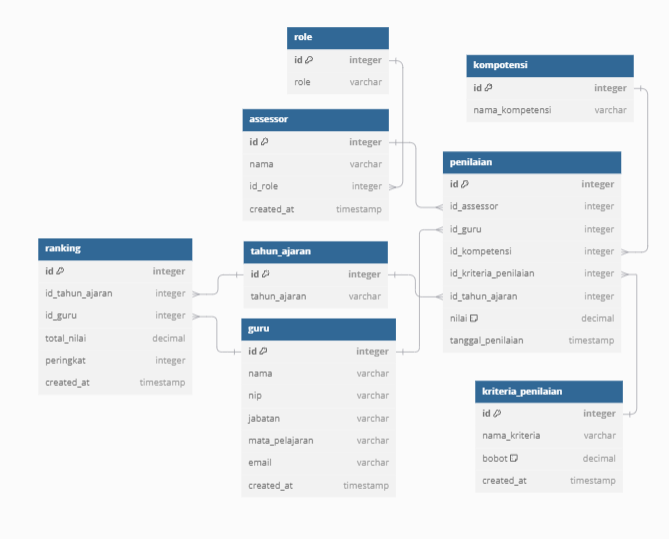 role
id integer
role varchar
kompotensi
id integer
nama_kompetensi varchar
assessor
id integer
nama varchar
id_role integer
created_at timestamp
penilaian
id integer
id_assessor integer
id_guru integer
id_kompetensi integer
id_kriteria_penilaian integer
id_tahun_ajaran integer
nilai decimal
tanggal_penilaian timestamp
ranking
id integer
id_tahun_ajaran integer
id_guru integer
total_nilai decimal
peringkat integer
created_at timestamp
tahun_ajaran
id integer
tahun_ajaran varchar
guru
id integer
nama varchar
nip varchar
jabatan varchar
mata_pelajaran varchar
email varchar
created_at timestamp
kriteria_penilaian
id integer
nama_kriteria varchar
bobot decimal
created_at timestamp